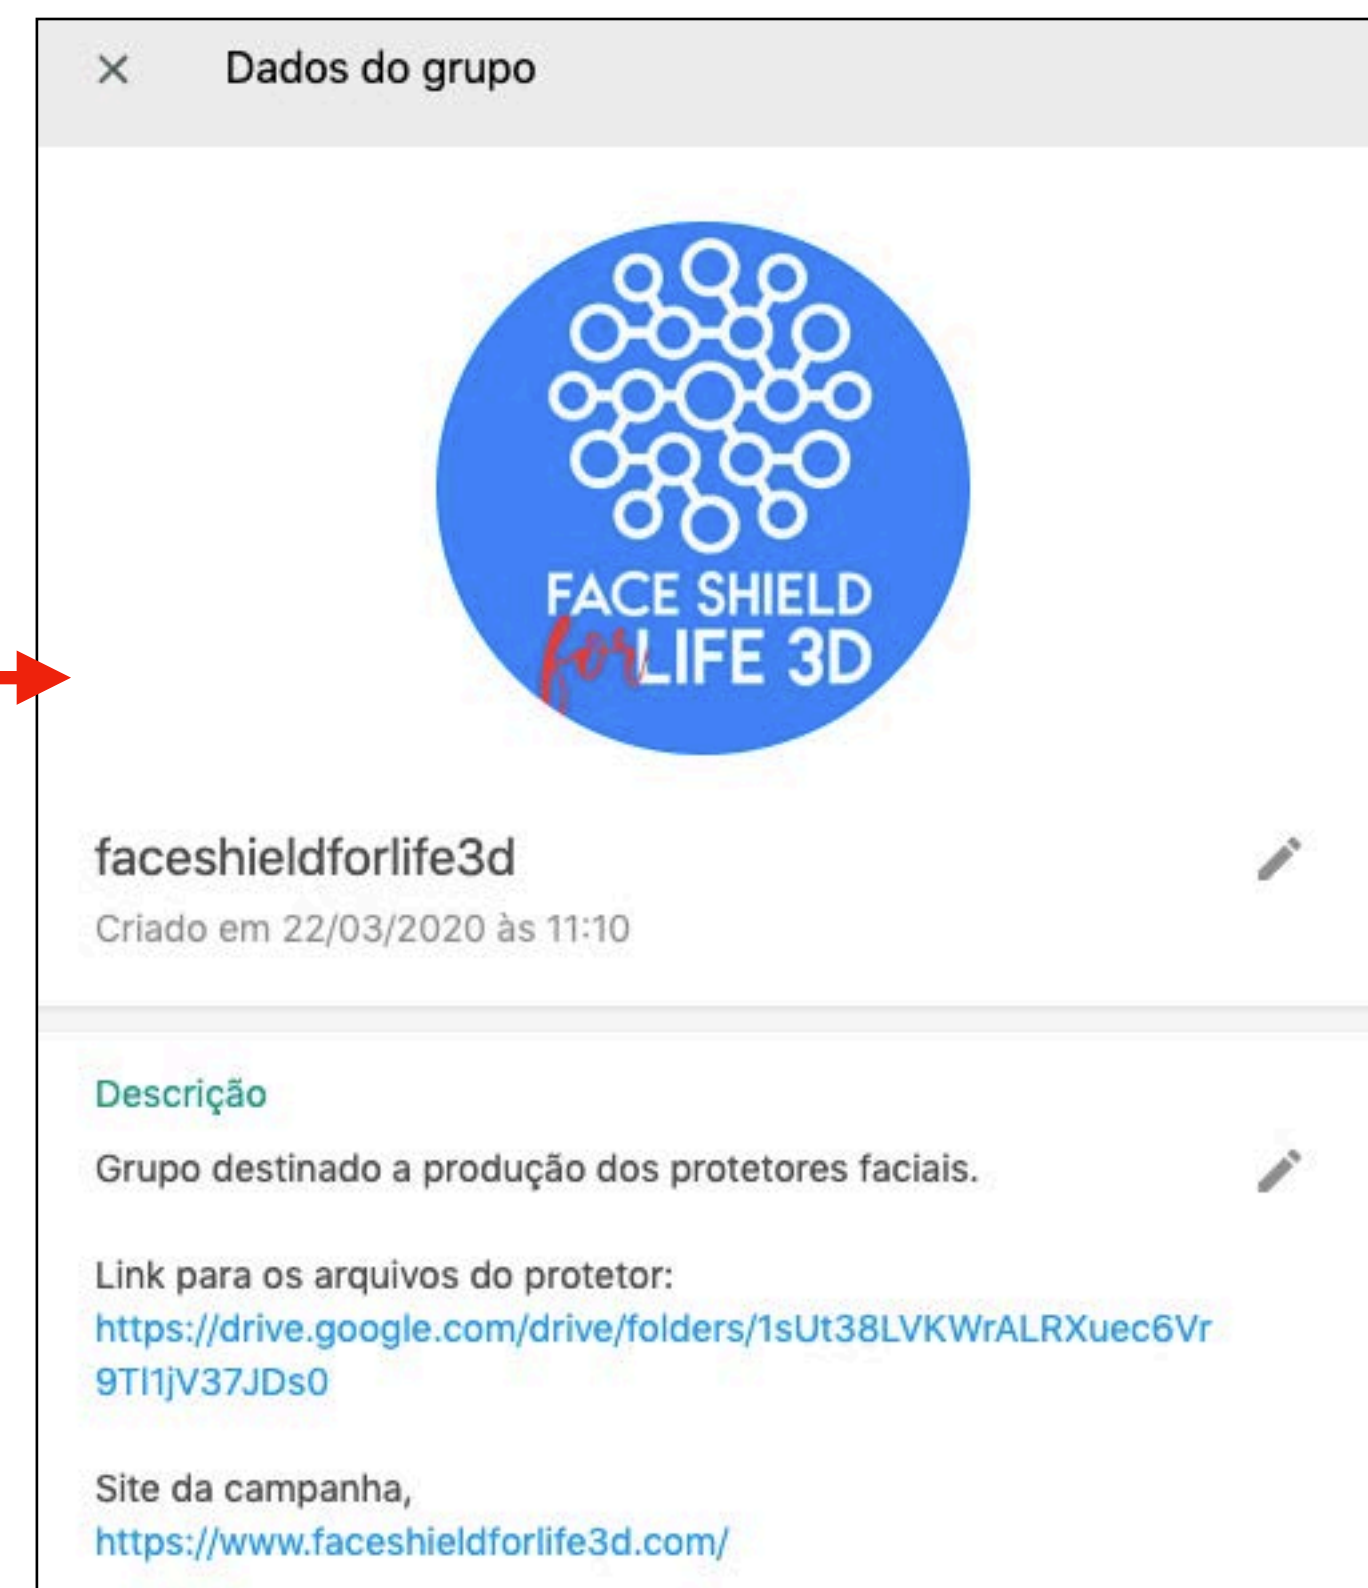 Dados do grupo
FACE SHIELD
for LIFE 3D
faceshieldforlife3d
Criado em 22/03/2020 às 11:10
Descrição
Grupo destinado a produção dos protetores faciais.
Link para os arquivos do protetor:
https://drive.google.com/drive/folders/1sUt38LVKWrALRXuec6Vr
9TI1jV37JDs0
Site da campanha,
https://www.faceshieldforlife3d.com/